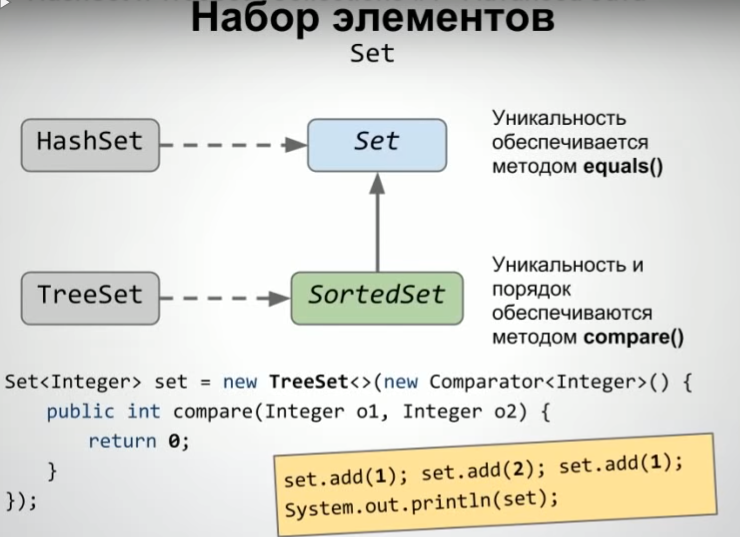 Набор элементов
Set
HashSet
Set
Уникальность
обеспечивается
методом equals()
TreeSet
SortedSet
Уникальность и
порядок
обеспечиваются
методом compare()
Set<Integer> set = new TreeSet<>(new Comparator<Integer>() {
public int compare(Integer o1, Integer o2) {
return 0;
}
});
set.add(1); set.add(2); set.add(1);
System.out.println(set);